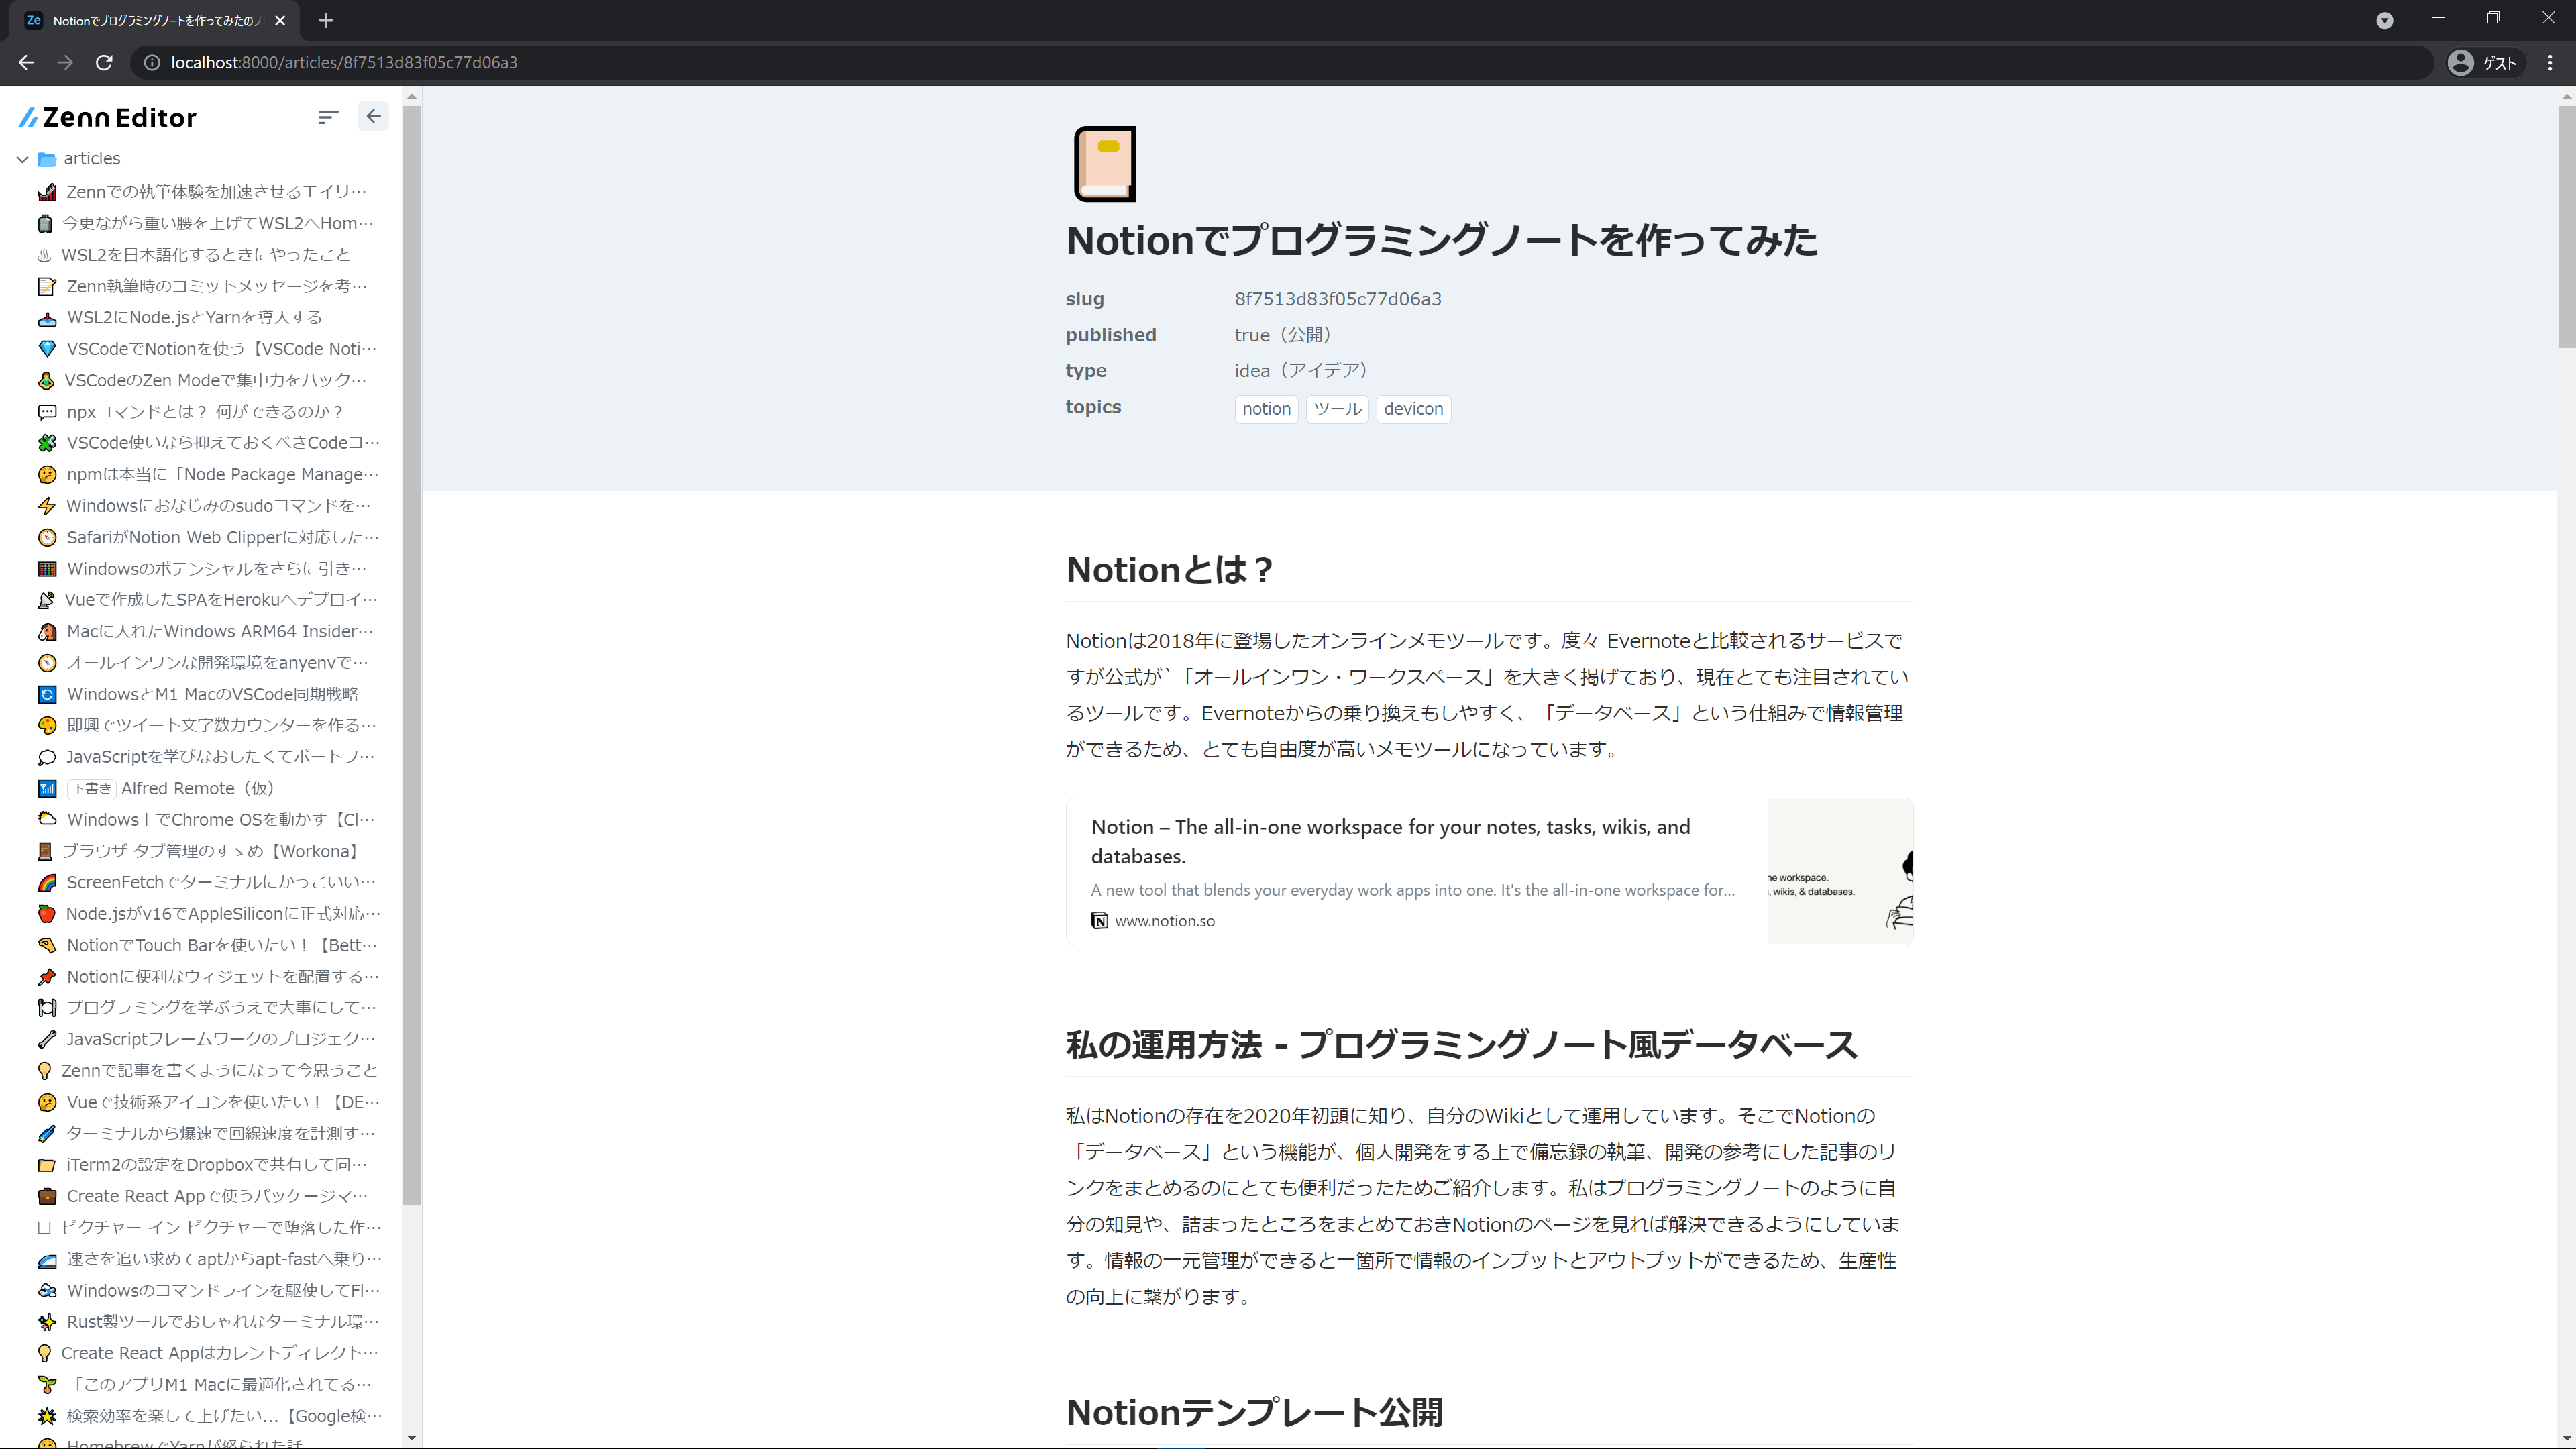 Notionでプログラミングノートを作ってみたのプ
localhost:8000/articles/8f7513d83f05c77d06a3
ゲスト
Zenn Editor
articles
Zennでの執筆体験を加速させるエイリ…
今更ながら重い腰を上げてWSL2へHom…
WSL2を日本語化するときにやったこと
Zenn執筆時のコミットメッセージを考…
WSL2にNode.jsとYarnを導入する
VSCodeでNotionを使う【VSCode Noti…
VSCodeのZen Modeで集中力をハック…
npxコマンドとは？ 何ができるのか？
VSCode使いなら抑えておくべきCodeコ…
npmは本当に「Node Package Manage…
Windowsにおなじみのsudoコマンドを…
SafariがNotion Web Clipperに対応した…
Windowsのポテンシャルをさらに引き…
Vueで作成したSPAをHerokuへデプロイ…
Macに入れたWindows ARM64 Insider…
オールインワンな開発環境をanyenvで…
WindowsとM1 MacのVSCode同期戦略
即興でツイート文字数カウンターを作る…
JavaScriptを学びなおしたくてポートフ…
下書き Alfred Remote（仮）
Windows上でChrome OSを動かす【Cl…
ブラウザ タブ管理のすゝめ【Workona】
ScreenFetchでターミナルにかっこいい…
Node.jsがv16でAppleSiliconに正式対応…
NotionでTouch Barを使いたい！【Bett…
Notionに便利なウィジェットを配置する…
プログラミングを学ぶうえで大事にして…
JavaScriptフレームワークのプロジェク…
Zennで記事を書くようになって今思うこと
Vueで技術系アイコンを使いたい！【DE…
ターミナルから爆速で回線速度を計測す…
iTerm2の設定をDropboxで共有して同…
Create React Appで使うパッケージマ…
ピクチャー イン ピクチャーで堕落した作…
速さを追い求めてaptからapt-fastへ乗り…
Windowsのコマンドラインを駆使してFl…
Rust製ツールでおしゃれなターミナル環…
Create React Appはカレントディレクト…
「このアプリM1 Macに最適化されてる…
検索効率を楽して上げたい...【Google検…
HomebrewでYarnが怒られた話
Notionでプログラミングノートを作ってみた
slug 8f7513d83f05c77d06a3
published true（公開）
type idea（アイデア）
topics notion ツール devicon
Notionとは？
Notionは2018年に登場したオンラインメモツールです。度々 Evernoteと比較されるサービスで
すが公式が`「オールインワン・ワークスペース」を大きく掲げており、現在とても注目されてい
るツールです。Evernoteからの乗り換えもしやすく、「データベース」という仕組みで情報管理
ができるため、とても自由度が高いメモツールになっています。
Notion – The all-in-one workspace for your notes, tasks, wikis, and
databases.
A new tool that blends your everyday work apps into one. It's the all-in-one workspace for...
www.notion.so
ne workspace.
, wikis, & databases.
私の運用方法 - プログラミングノート風データベース
私はNotionの存在を2020年初頭に知り、自分のWikiとして運用しています。そこでNotionの
「データベース」という機能が、個人開発をする上で備忘録の執筆、開発の参考にした記事のリ
ンクをまとめるのにとても便利だったためご紹介します。私はプログラミングノートのように自
分の知見や、詰まったところをまとめておきNotionのページを見れば解決できるようにしていま
す。情報の一元管理ができると一箇所で情報のインプットとアウトプットができるため、生産性
の向上に繋がります。
Notionテンプレート公開